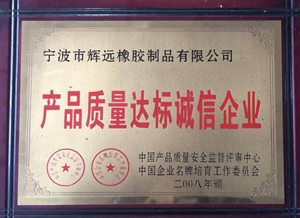 宁波市辉远橡胶制品有限公司
产品质量达标诚信企业
中国产品质量安全监督评审中心
中国企业名牌培育工作委员会
二00八年颁